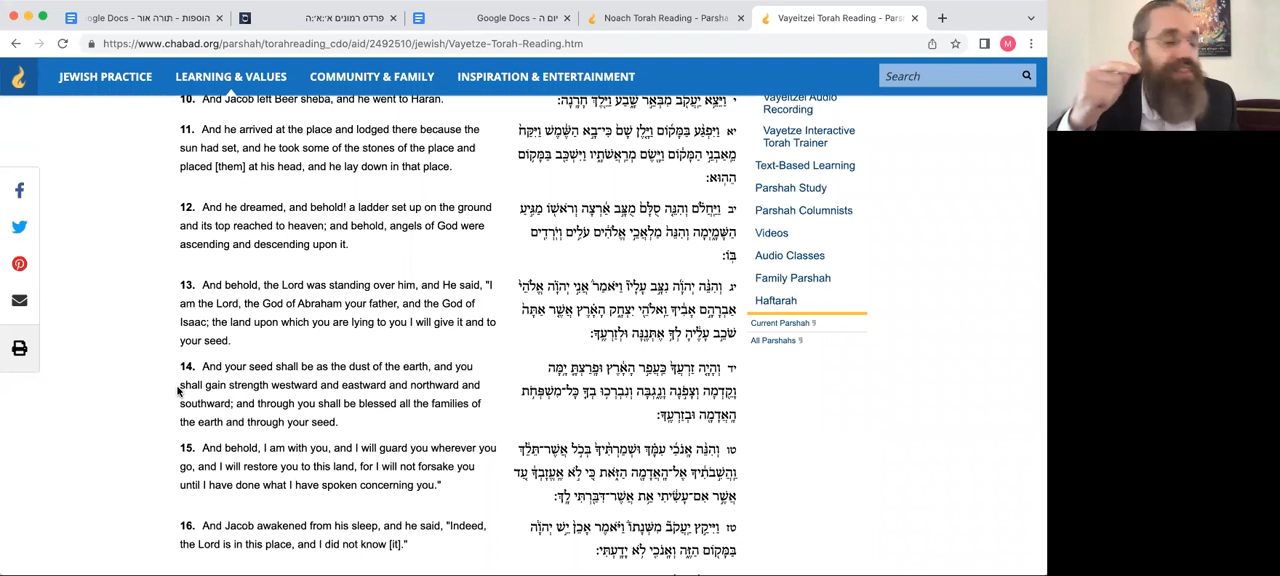 ogle Docs - הוספות - תורה אור
פרדס רמונים א׳:א׳:ה
Google Docs - יום ה
Noach Torah Reading - Parsha
Vayeitzei Torah Reading - Pars
https://www.chabad.org/parshah/torahreading_cdo/aid/2492510/jewish/Vayetze-Torah-Reading.htm
M
JEWISH PRACTICE
LEARNING & VALUES
COMMUNITY & FAMILY
INSPIRATION & ENTERTAINMENT
Search
10. And Jacob left Beer sheba, and he went to Haran.
11. And he arrived at the place and lodged there because the
sun had set, and he took some of the stones of the place and
placed [them] at his head, and he lay down in that place.
12. And he dreamed, and behold! a ladder set up on the ground
and its top reached to heaven; and behold, angels of God were
ascending and descending upon it.
13. And behold, the Lord was standing over him, and He said, "I
am the Lord, the God of Abraham your father, and the God of
Isaac; the land upon which you are lying to you I will give it and to
your seed.
14. And your seed shall be as the dust of the earth, and you
shall gain strength westward and eastward and northward and
southward; and through you shall be blessed all the families of
the earth and through your seed.
15. And behold, I am with you, and I will guard you wherever you
go, and I will restore you to this land, for I will not forsake you
until I have done what I have spoken concerning you."
16. And Jacob awakened from his sleep, and he said, "Indeed,
the Lord is in this place, and I did not know [it]."
י וַיֵּצֵ֥א יַֽעֲקֹ֖ב מִבְּאֵ֣ר שָׁ֑בַע וַיֵּ֖לֶךְ חָרָֽנָה:
יא וַיִּפְגַּ֨ע בַּמָּק֜וֹם וַיָּ֤לֶן שָׁם֙ כִּי־בָ֣א הַשֶּׁ֔מֶשׁ וַיִּקַּח֙
מֵֽאַבְנֵ֣י הַמָּק֔וֹם וַיָּ֖שֶׂם מְרַֽאֲשֹׁתָ֑יו וַיִּשְׁכַּ֖ב בַּמָּק֥וֹם
הַהֽוּא:
יב וַיַּֽחֲלֹ֗ם וְהִנֵּ֤ה סֻלָּם֙ מֻצָּ֣ב אַ֔רְצָה וְרֹאשׁ֖וֹ מַגִּ֣יעַ
הַשָּׁמָ֑יְמָה וְהִנֵּה֙ מַלְאֲכֵ֣י אֱלֹהִ֔ים עֹלִ֥ים וְיֹֽרְדִ֖ים
בּֽוֹ:
יג וְהִנֵּ֨ה יְהֹוָ֜ה נִצָּ֣ב עָלָיו֘ וַיֹּאמַר֒ אֲנִ֣י יְהֹוָ֗ה אֱלֹהֵי֙
אַבְרָהָ֣ם אָבִ֔יךָ וֵֽאלֹהֵ֖י יִצְחָ֑ק הָאָ֗רֶץ אֲשֶׁ֤ר אַתָּה֙
שֹׁכֵ֣ב עָלֶ֔יהָ לְךָ֥ אֶתְּנֶ֖נָּה וּלְזַרְעֶֽךָ:
יד וְהָיָ֤ה זַרְעֲךָ֙ כַּֽעֲפַ֣ר הָאָ֔רֶץ וּפָֽרַצְתָּ֛ יָ֥מָּה
וָקֵ֖דְמָה וְצָפֹ֣נָה וָנֶ֑גְבָּה וְנִבְרְכ֥וּ בְךָ֛ כָּל־מִשְׁפְּחֹ֥ת
הָֽאֲדָמָ֖ה וּבְזַרְעֶֽךָ:
טו וְהִנֵּ֨ה אָֽנֹכִ֜י עִמָּ֗ךְ וּשְׁמַרְתִּ֨יךָ֙ בְּכֹ֣ל אֲשֶׁר־תֵּלֵ֔ךְ
וַֽהֲשִׁ֣בֹתִ֔יךָ אֶל־הָֽאֲדָמָ֖ה הַזֹּ֑את כִּ֚י לֹ֣א אֶֽעֱזָבְךָ֔ עַ֚ד
אֲשֶׁ֣ר אִם־עָשִׂ֔יתִי אֵ֥ת אֲשֶׁר־דִּבַּ֖רְתִּי לָֽךְ:
טז וַיִּיקַ֣ץ יַֽעֲקֹב֘ מִשְּׁנָתוֹ֒ וַיֹּ֕אמֶר אָכֵן֙ יֵ֣שׁ יְהֹוָ֔ה
בַּמָּק֖וֹם הַזֶּ֑ה וְאָֽנֹכִ֖י לֹ֥א יָדָֽעְתִּי:
Vayeitzei Audio
Recording
Vayetze Interactive
Torah Trainer
Text-Based Learning
Parshah Study
Parshah Columnists
Videos
Audio Classes
Family Parshah
Haftarah
Current Parshah
All Parshahs